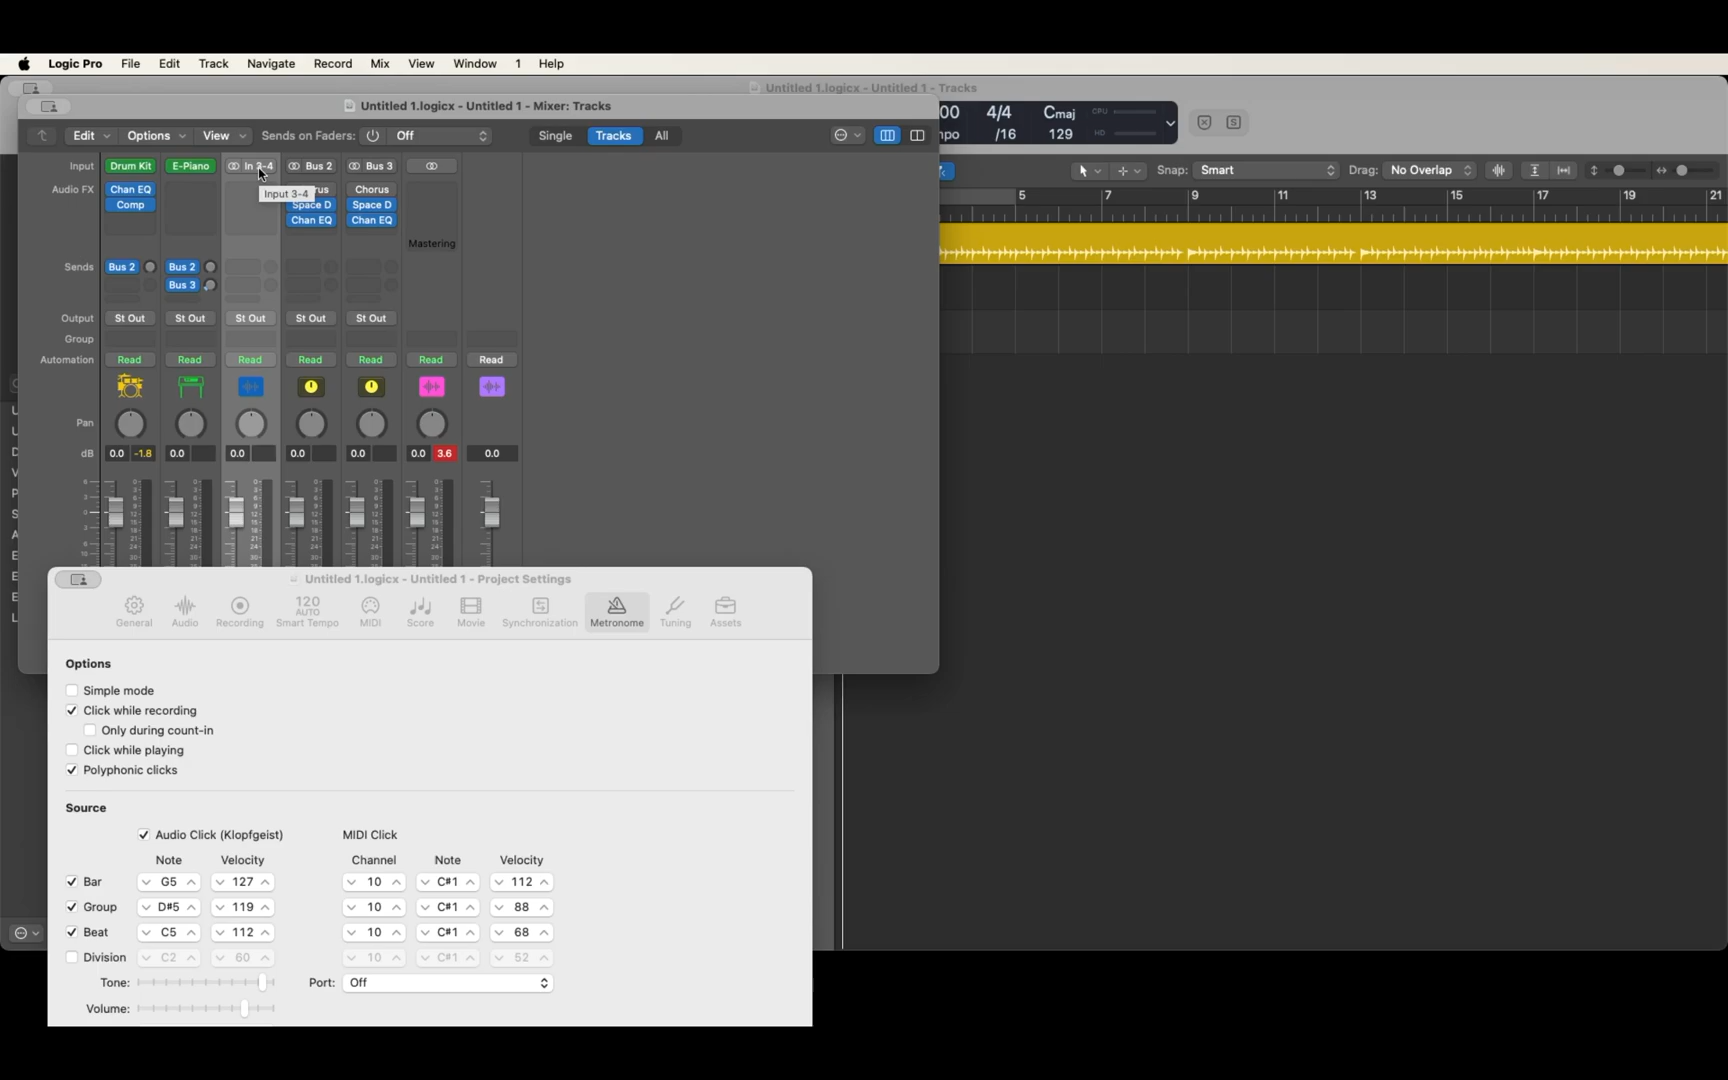 Logic Pro File Edit Track Navigate Record Mix View Window 1 Help
Untitled 1.logicx - Untitled 1 - Tracks
Untitled 1.logicx - Untitled 1 - Mixer: Tracks
00 4/4 Cmaj CPU
mpo /16 129 HD
Edit Options View Sends on Faders: Off Single Tracks All
Snap: Smart Drag: No Overlap
5 7 9 11 13 15 17 19 21
Input Drum Kit E-Piano In 3-4 Bus 2 Bus 3
Input 3-4
Audio FX Chan EQ rus Chorus
Comp Space D Space D
Chan EQ Chan EQ
Mastering
Sends Bus 2 Bus 2
Bus 3
Output St Out St Out St Out St Out St Out
Group
Automation Read Read Read Read Read Read Read
Pan
dB 0.0 -1.8 0.0 0.0 0.0 0.0 0.0 3.6 0.0
Untitled 1.logicx - Untitled 1 - Project Settings
120
AUTO
General Audio Recording Smart Tempo MIDI Score Movie Synchronization Metronome Tuning Assets
Options
Simple mode
Click while recording
Only during count-in
Click while playing
Polyphonic clicks
Source
Audio Click (Klopfgeist) MIDI Click
Note Velocity Channel Note Velocity
Bar G5 127 10 C#1 112
Group D#5 119 10 C#1 88
Beat C5 112 10 C#1 68
Division C2 60 10 C#1 52
Tone: Port: Off
Volume: